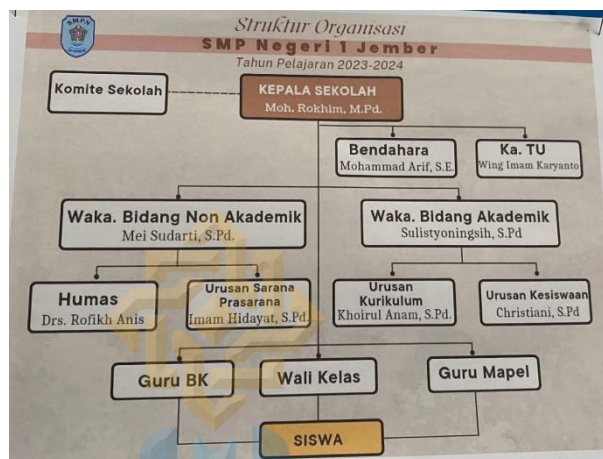 SMPN
Struktur Organisasi
SMP Negeri 1 Jember
Tahun Pelajaran 2023-2024
Komite Sekolah
KEPALA SEKOLAH
Moh. Rokhim, M.Pd.
Bendahara
Mohammad Arif, S.E.
Ka. TU
Wing Imam Karyanto
Waka. Bidang Non Akademik
Mei Sudarti, S.Pd.
Waka. Bidang Akademik
Sulistyoningsih, S.Pd
Humas
Drs. Rofikh Anis
Urusan Sarana
Prasarana
Imam Hidayat, S.Pd.
Urusan
Kurikulum
Khoirul Anam, S.Pd.
Urusan Kesiswaan
Christiani, S.Pd
Guru BK
Wali Kelas
Guru Mapel
SISWA